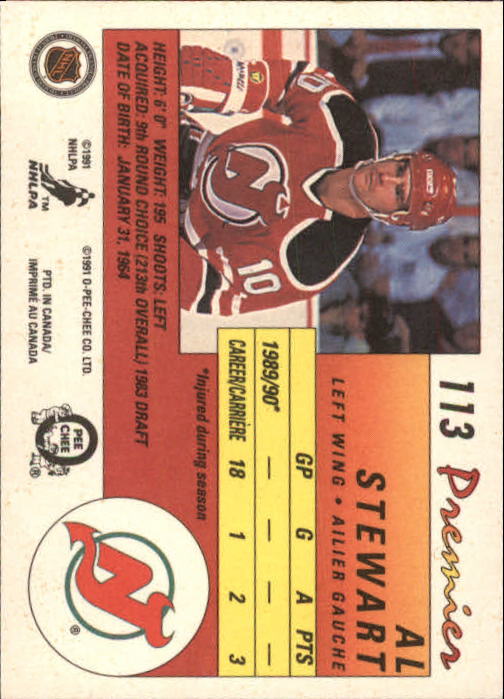 113 Premier
AL
STEWART
LEFT WING • AILIER GAUCHE
GP G A PTS
1989/90* — — — —
CAREER/CARRIÈRE 18 1 2 3
*Injured during season
10
10
HEIGHT: 6' 0" WEIGHT: 195 SHOOTS: LEFT
ACQUIRED: 9th ROUND CHOICE (213th OVERALL) 1983 DRAFT
DATE OF BIRTH: JANUARY 31, 1964
NHL
©1991
NHLPA
NHLPA™
©1991 O-PEE-CHEE CO. LTD.
PTD. IN CANADA/
IMPRIMÉ AU CANADA
O
PEE
CHEE
®
®